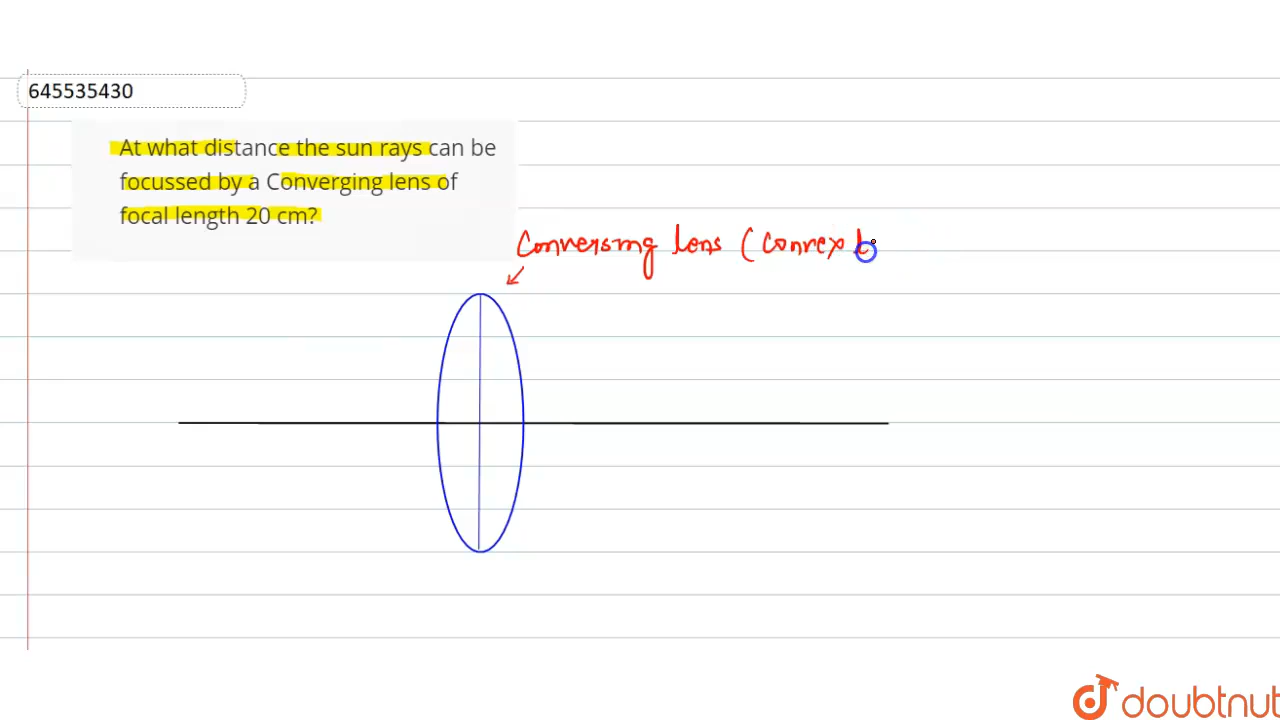 645535430
At what distance the sun rays can be
focussed by a Converging lens of
focal length 20 cm?
Converging lens (Convex l
doubtnut